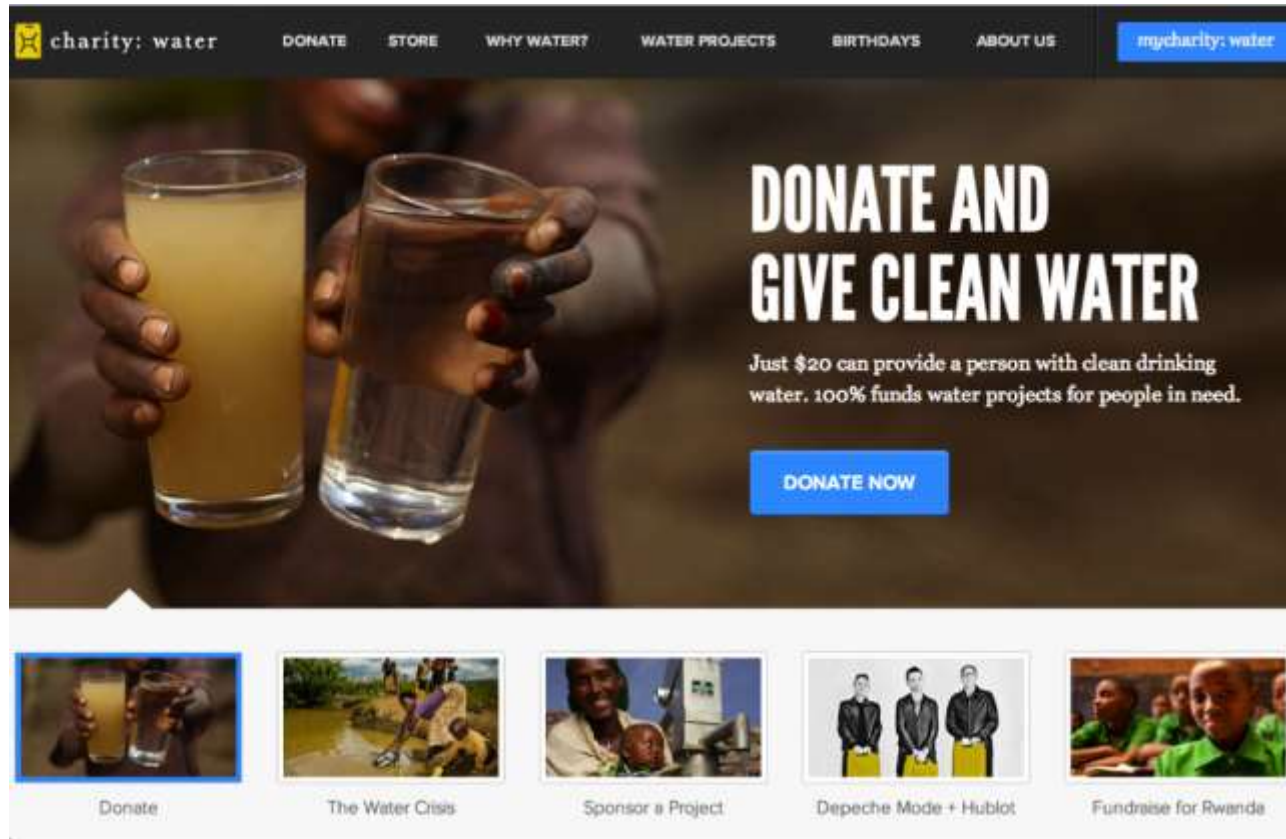 charity: water
DONATE
STORE
WHY WATER?
WATER PROJECTS
BIRTHDAYS
ABOUT US
mycharity: water
DONATE AND
GIVE CLEAN WATER
Just $20 can provide a person with clean drinking
water. 100% funds water projects for people in need.
DONATE NOW
Donate
The Water Crisis
Sponsor a Project
Depeche Mode + Hublot
Fundraise for Rwanda